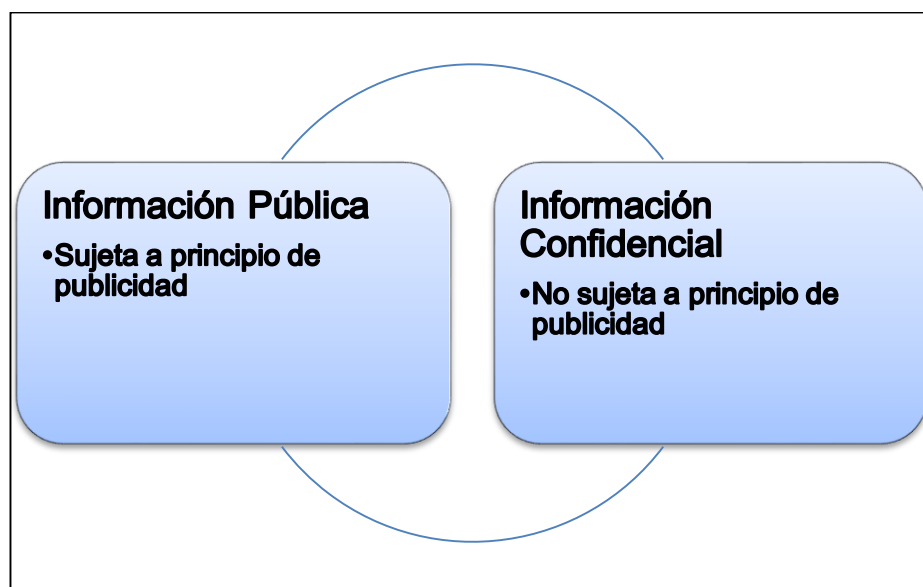 Información Pública
•Sujeta a principio de
publicidad
Información
Confidencial
•No sujeta a principio de
publicidad